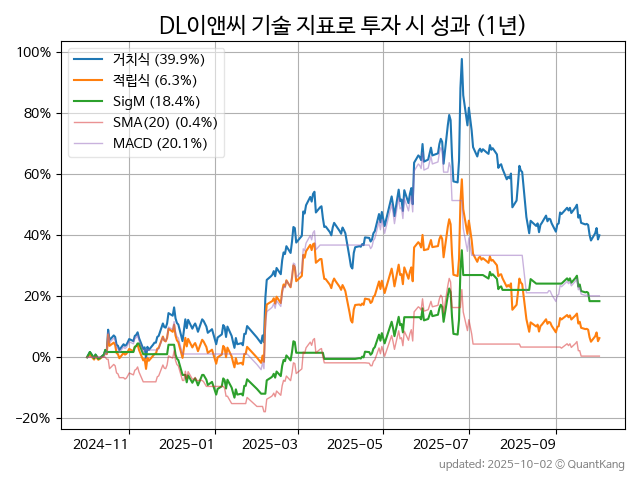 DL이앤씨 기술 지표로 투자 시 성과 (1년)
100%
80%
60%
40%
20%
0%
−20%
거치식 (39.9%)
적립식 (6.3%)
SigM (18.4%)
SMA(20) (0.4%)
MACD (20.1%)
2024-11
2025-01
2025-03
2025-05
2025-07
2025-09
updated: 2025-10-02 © QuantKang